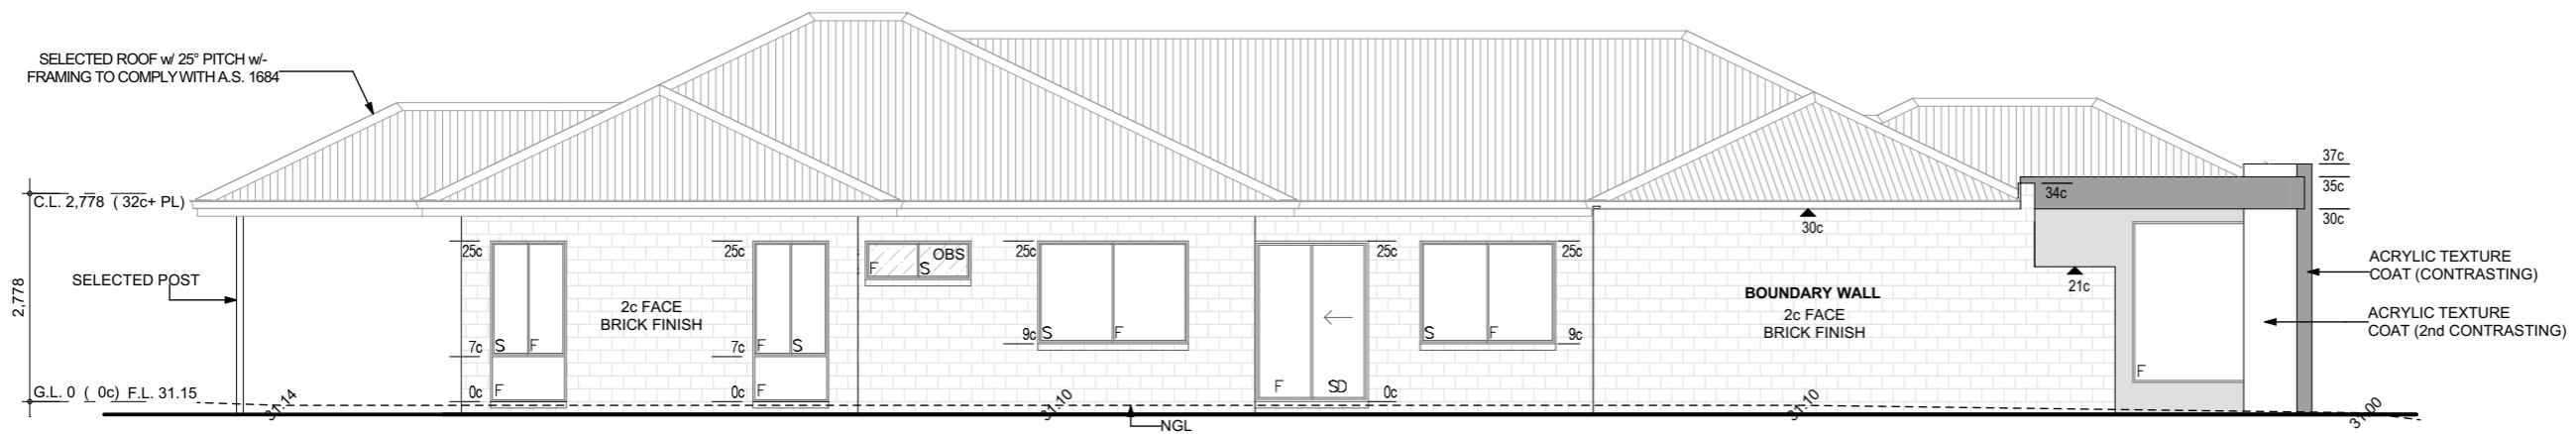 SELECTED ROOF w/ 25° PITCH w/-
FRAMING TO COMPLY WITH A.S. 1684
C.L. 2,778 ( 32c+ PL)
2,778
SELECTED POST
G.L. 0 ( 0c) F.L. 31.15
31.14
25c
7c
0c
S F
F
2c FACE
BRICK FINISH
25c
7c
0c
F S
F
OBS
F S
25c
9c
S F
31.10
NGL
F SD
25c
0c
S F
25c
9c
30c
BOUNDARY WALL
2c FACE
BRICK FINISH
31.10
34c
21c
F
37c
35c
30c
ACRYLIC TEXTURE
COAT (CONTRASTING)
ACRYLIC TEXTURE
COAT (2nd CONTRASTING)
31.00